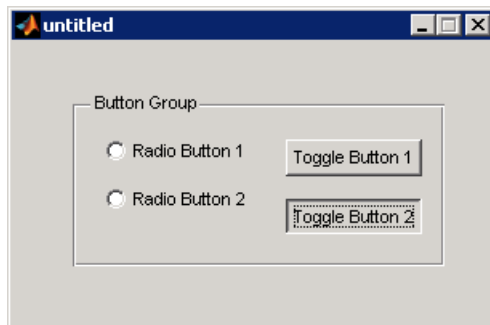 untitled
Button Group
Radio Button 1
Toggle Button 1
Radio Button 2
Toggle Button 2